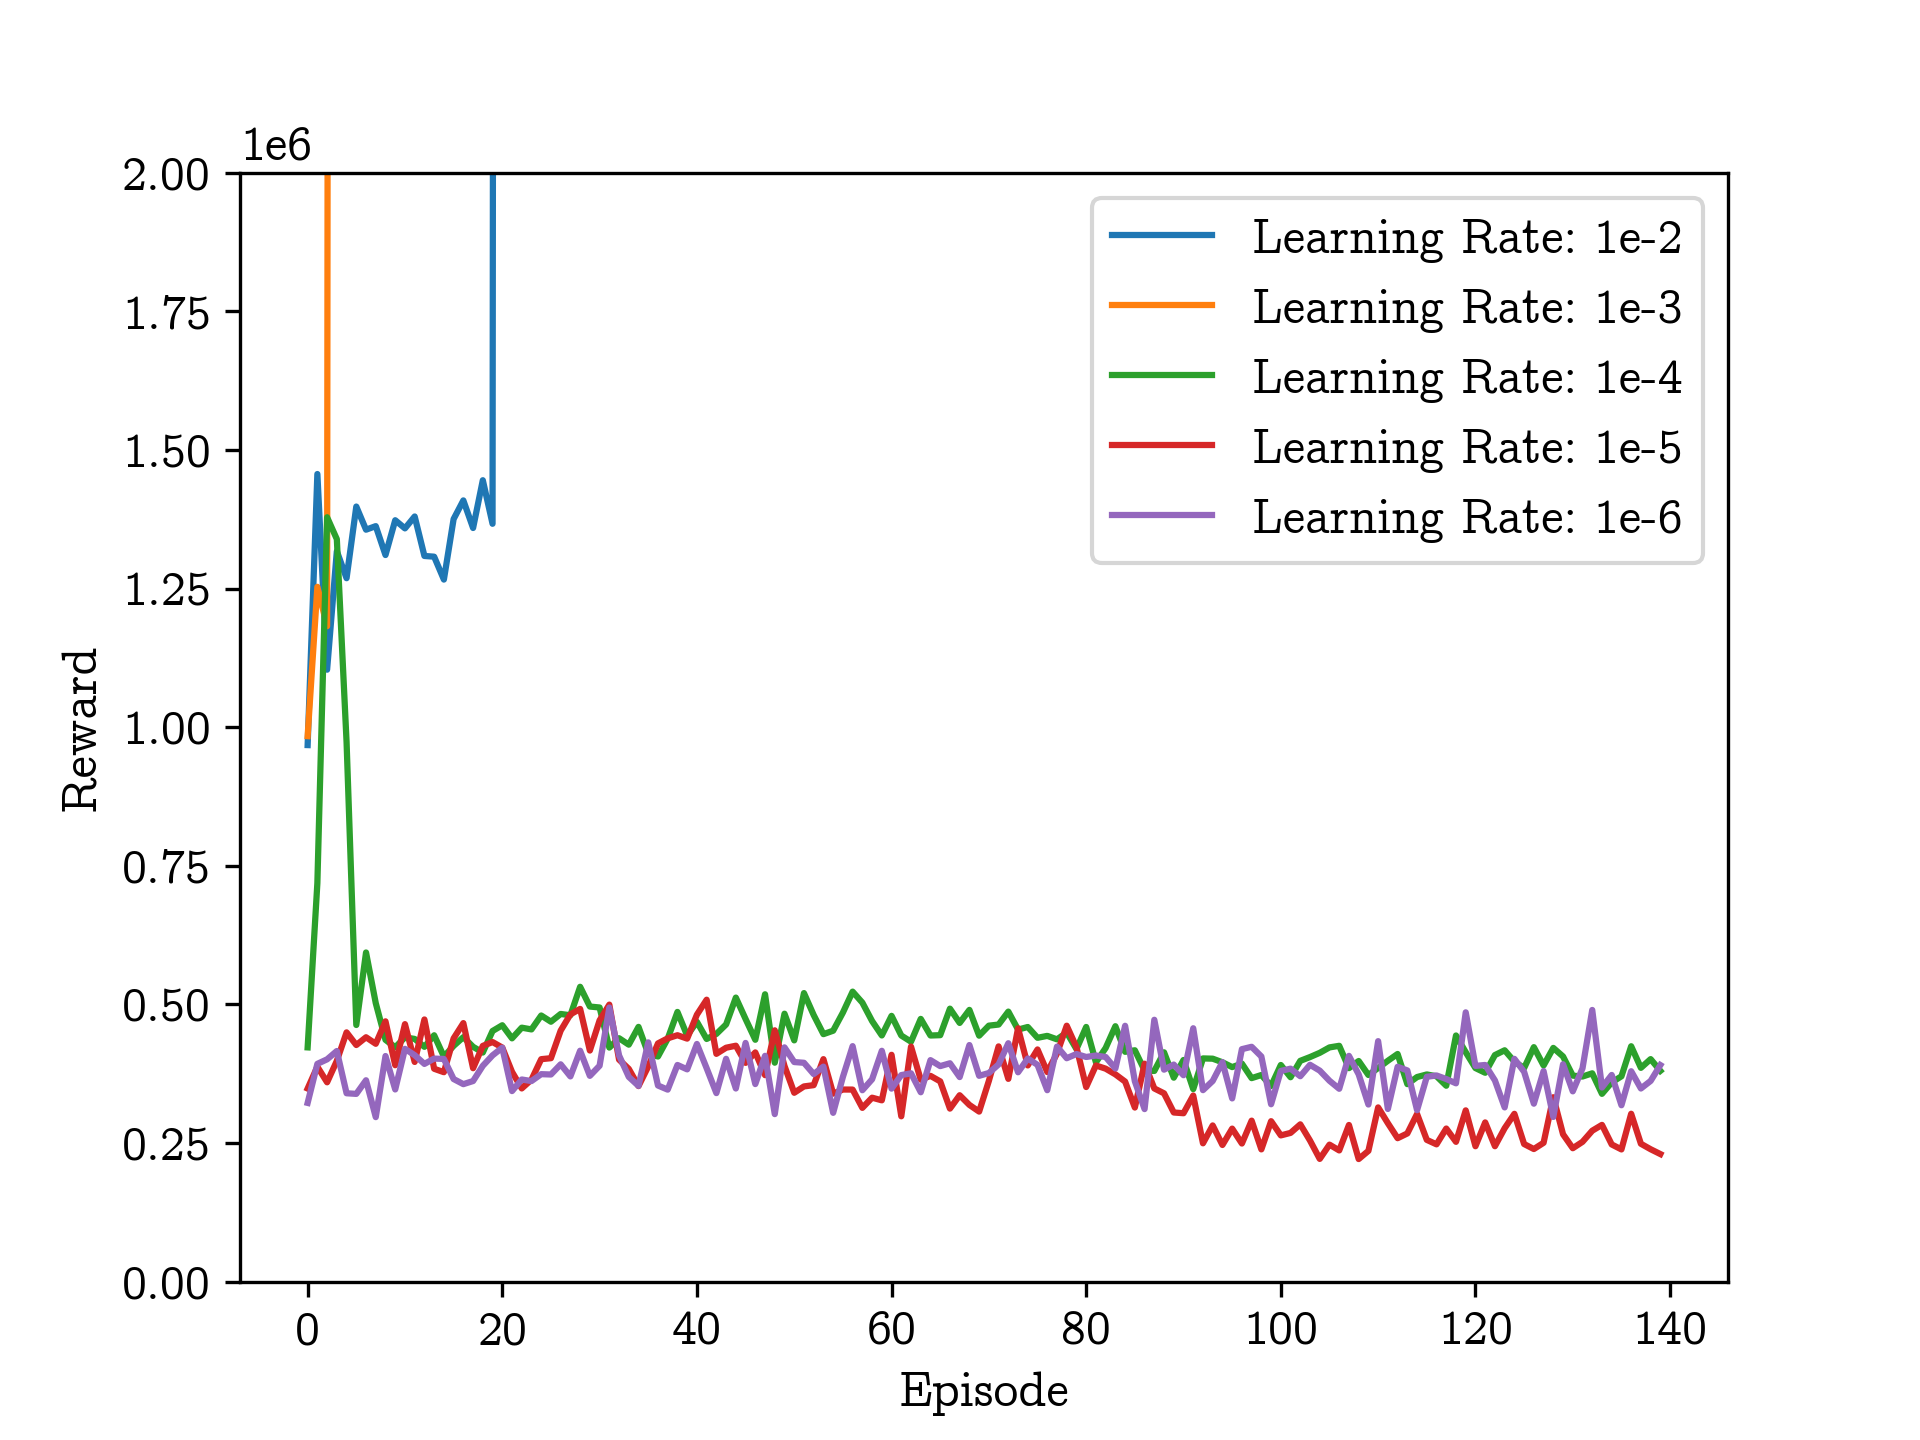 1e6
2.00
1.75
1.50
1.25
1.00
0.75
0.50
0.25
0.00
Reward
Learning Rate: 1e-2
Learning Rate: 1e-3
Learning Rate: 1e-4
Learning Rate: 1e-5
Learning Rate: 1e-6
0 20 40 60 80 100 120 140
Episode